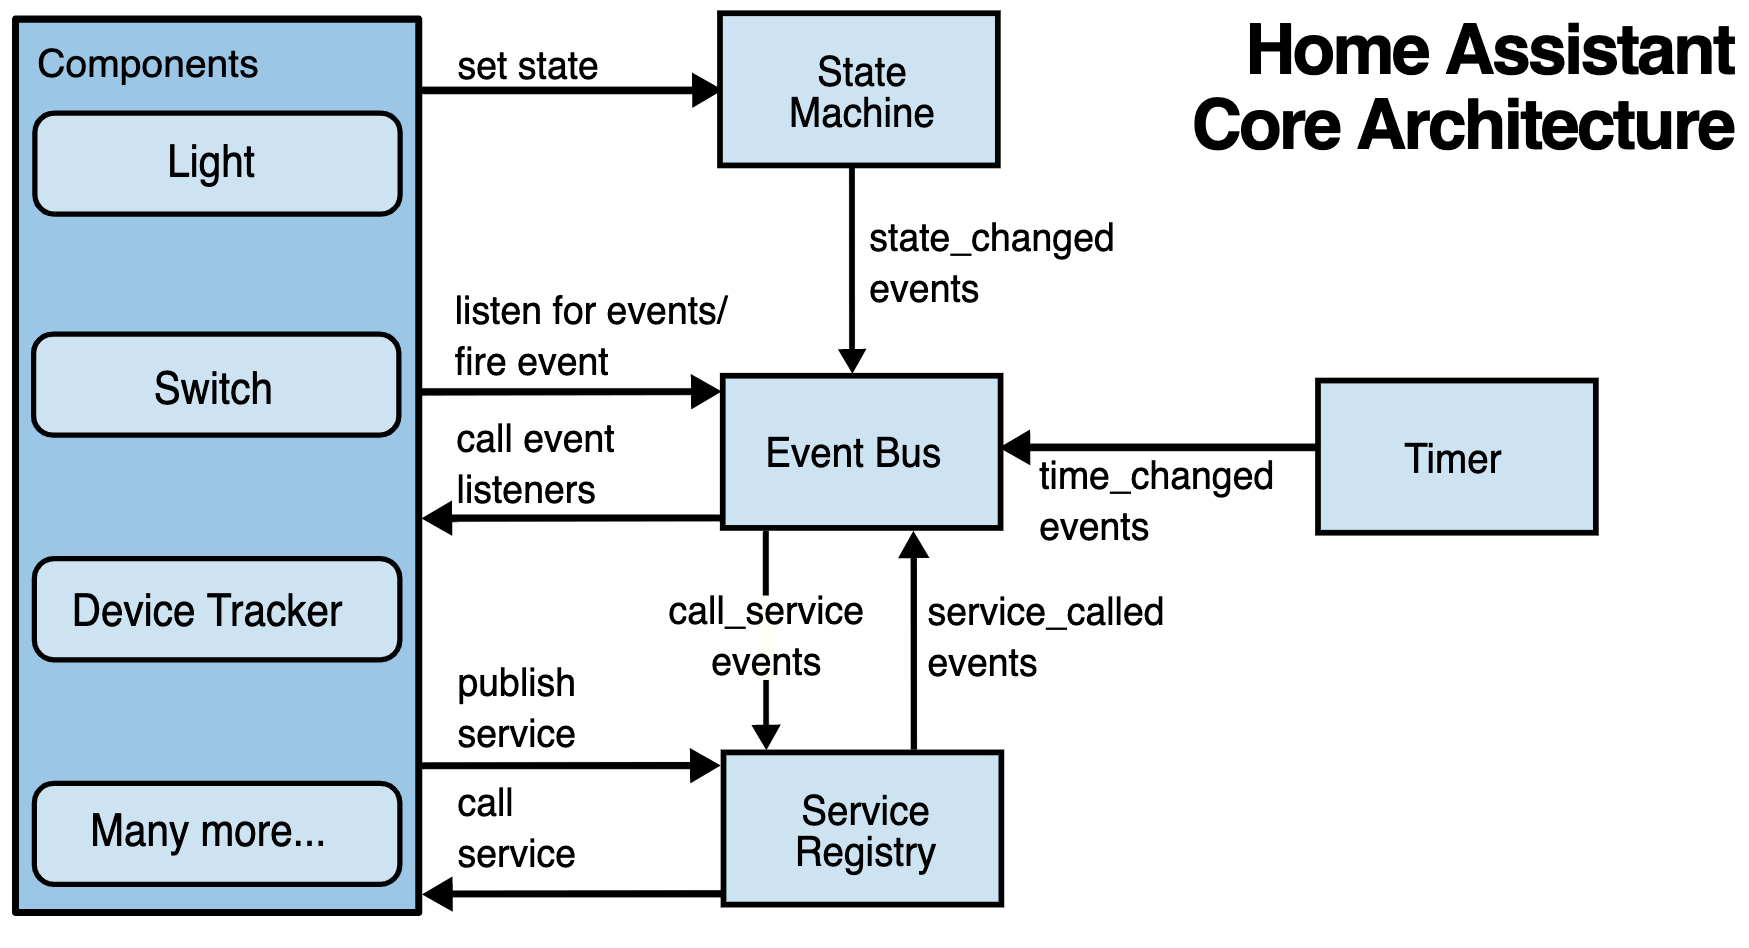 Home Assistant
Core Architecture
Components
Light
Switch
Device Tracker
Many more...
set state
State
Machine
state_changed
events
listen for events/
fire event
call event
listeners
Event Bus
time_changed
events
Timer
call_service
events
service_called
events
publish
service
call
service
Service
Registry